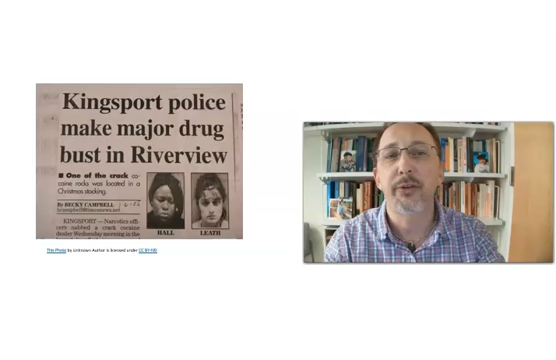 Kingsport police
make major drug
bust in Riverview
■ One of the crack co-
caine rocks was located in a
Christmas stocking.
By BECKY CAMPBELL
KINGSPORT — Narcotics offi-
cers nabbed a crack cocaine
dealer Wednesday morning in the
HALL
LEATH
This Photo by Unknown Author is licensed under CC BY-NC